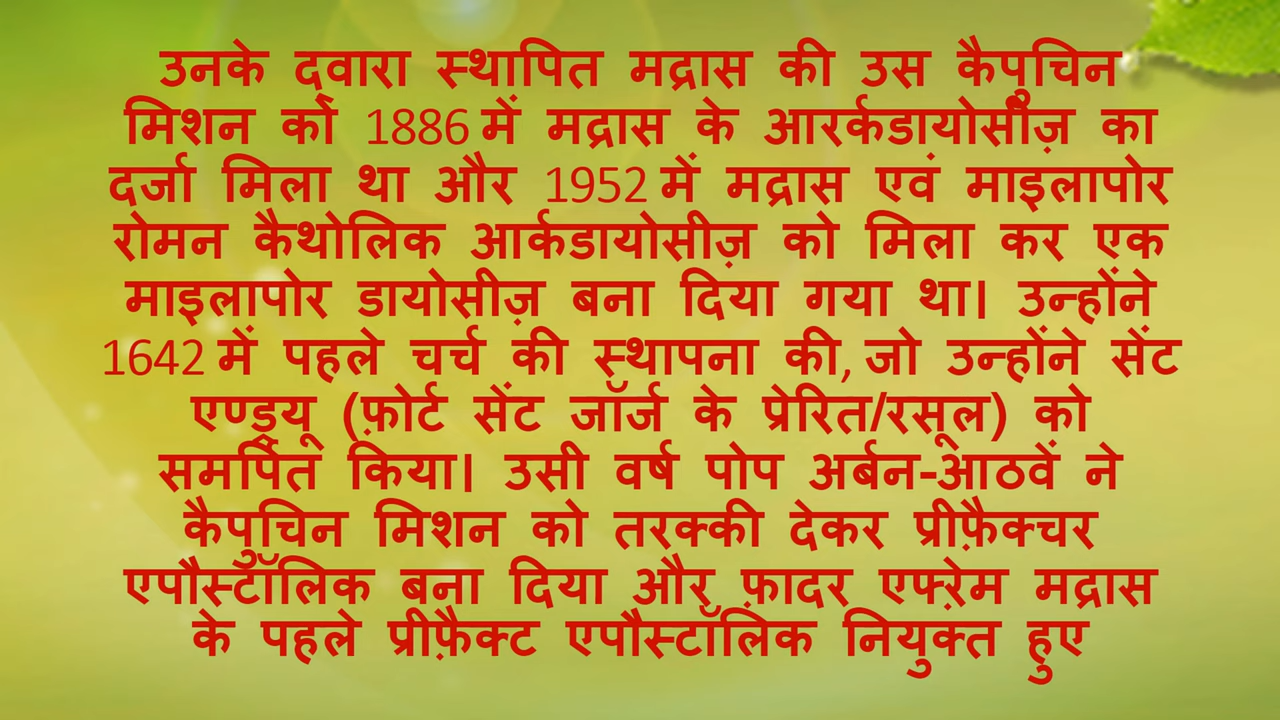 उनके द्वारा स्थापित मद्रास की उस कैपुचिन
मिशन को 1886 में मद्रास के आरर्कडायोसीज़ का
दर्जा मिला था और 1952 में मद्रास एवं माइलापोर
रोमन कैथोलिक आर्कडायोसीज़ को मिला कर एक
माइलापोर डायोसीज़ बना दिया गया था। उन्होंने
1642 में पहले चर्च की स्थापना की, जो उन्होंने सेंट
एण्ड्र्यू (फ़ोर्ट सेंट जॉर्ज के प्रेरित/रसूल) को
समर्पित किया। उसी वर्ष पोप अर्बन-आठवें ने
कैपुचिन मिशन को तरक्की देकर प्रीफ़ैक्चर
एपौस्टॉलिक बना दिया और फ़ादर एफ्ऱेम मद्रास
के पहले प्रीफ़ैक्ट एपौस्टॉलिक नियुक्त हुए